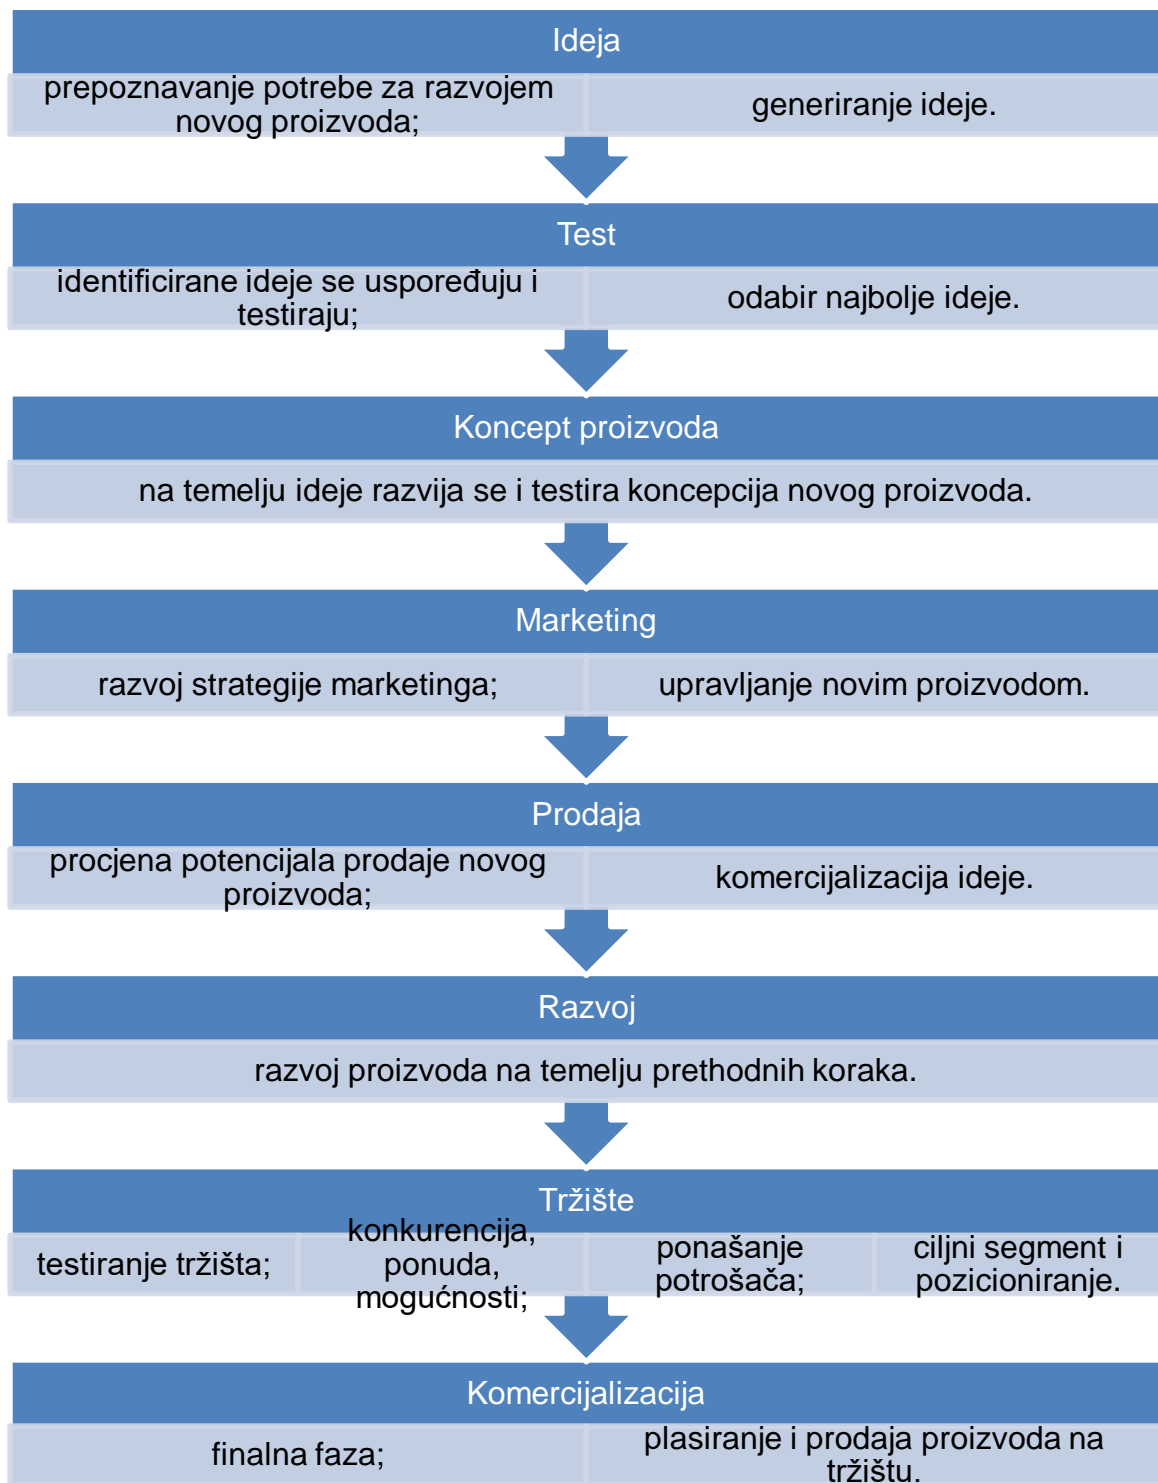 Ideja
prepoznavanje potrebe za razvojem
novog proizvoda;
generiranje ideje.
Test
identificirane ideje se uspoređuju i
testiraju;
odabir najbolje ideje.
Koncept proizvoda
na temelju ideje razvija se i testira koncepcija novog proizvoda.
Marketing
razvoj strategije marketinga;
upravljanje novim proizvodom.
Prodaja
procjena potencijala prodaje novog
proizvoda;
komercijalizacija ideje.
Razvoj
razvoj proizvoda na temelju prethodnih koraka.
Tržište
testiranje tržišta;
konkurencija,
ponuda,
mogućnosti;
ponašanje
potrošača;
ciljni segment i
pozicioniranje.
Komercijalizacija
finalna faza;
plasiranje i prodaja proizvoda na
tržištu.